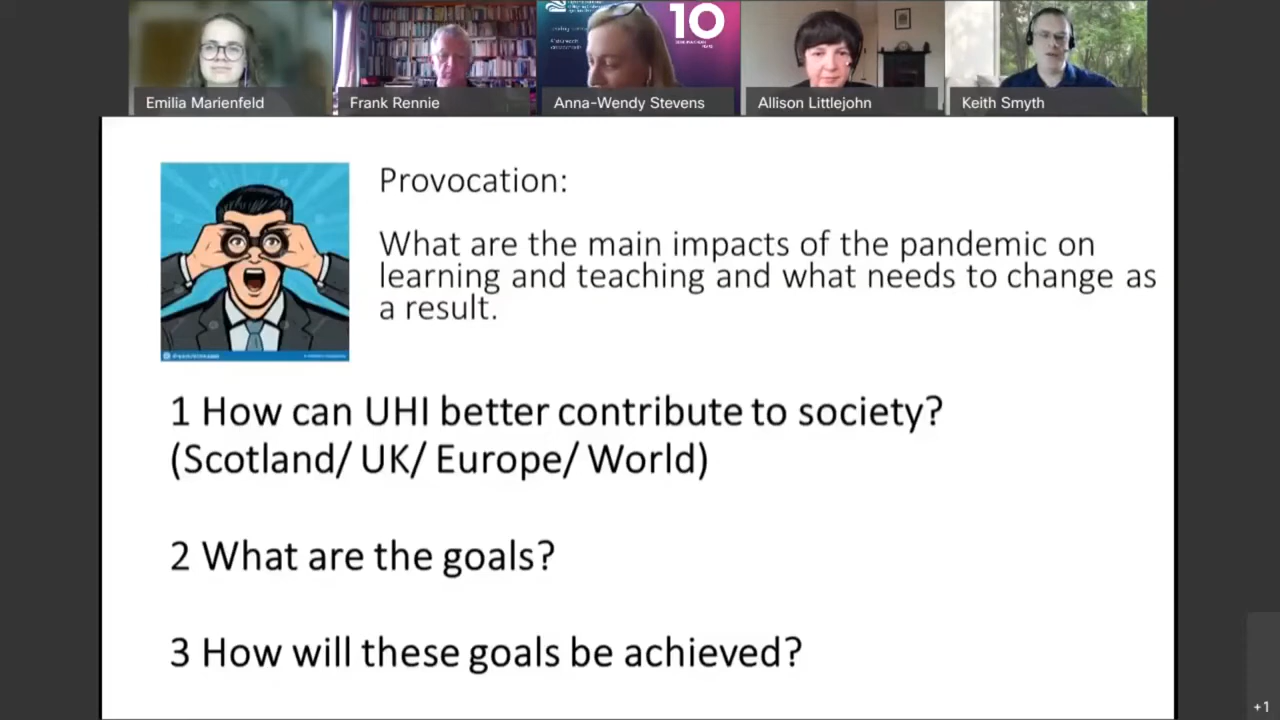 10
Emilia Marienfeld
Frank Rennie
Anna-Wendy Stevens
Allison Littlejohn
Keith Smyth
Provocation:
What are the main impacts of the pandemic on
learning and teaching and what needs to change as
a result.
1 How can UHI better contribute to society?
(Scotland/ UK/ Europe/ World)
2 What are the goals?
3 How will these goals be achieved?
+1